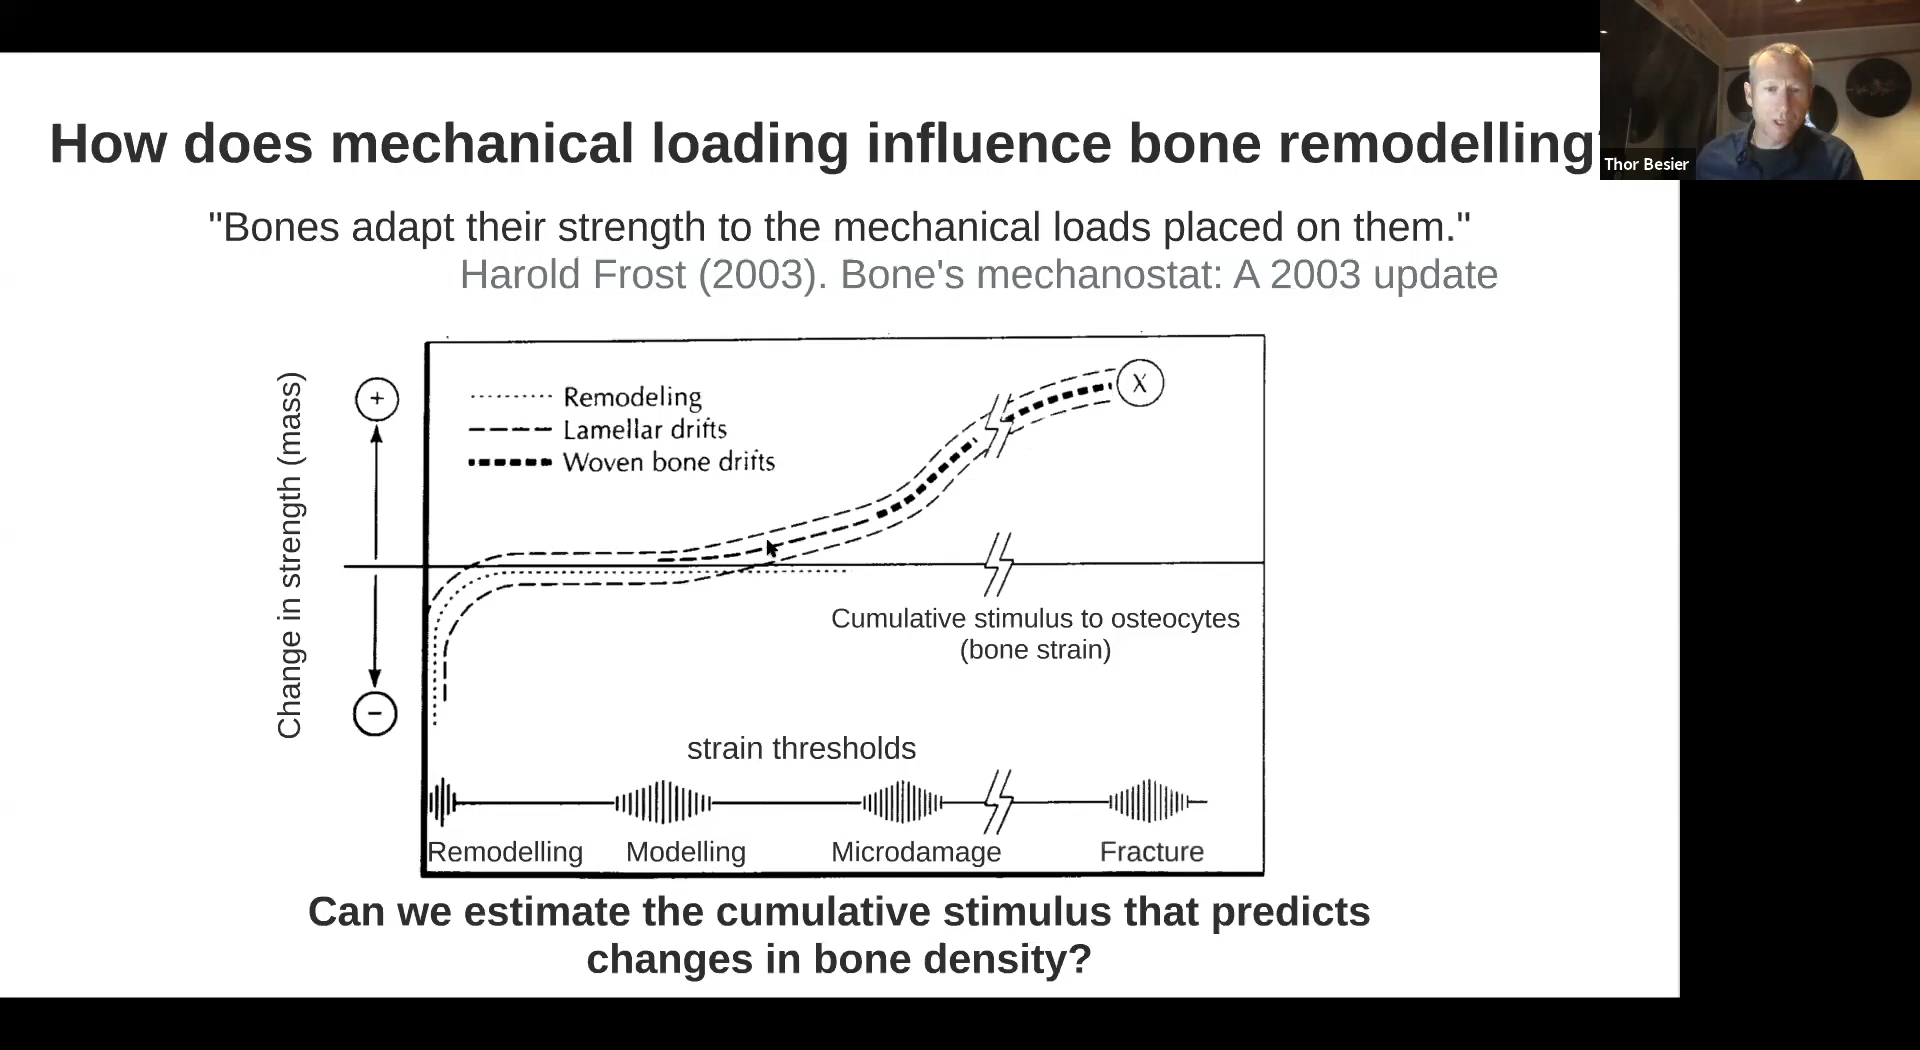 How does mechanical loading influence bone remodelling?
Thor Besier
"Bones adapt their strength to the mechanical loads placed on them."
Harold Frost (2003). Bone's mechanostat: A 2003 update
Change in strength (mass)
+
−
Remodeling
Lamellar drifts
Woven bone drifts
X
Cumulative stimulus to osteocytes
(bone strain)
strain thresholds
Remodelling Modelling Microdamage Fracture
Can we estimate the cumulative stimulus that predicts
changes in bone density?